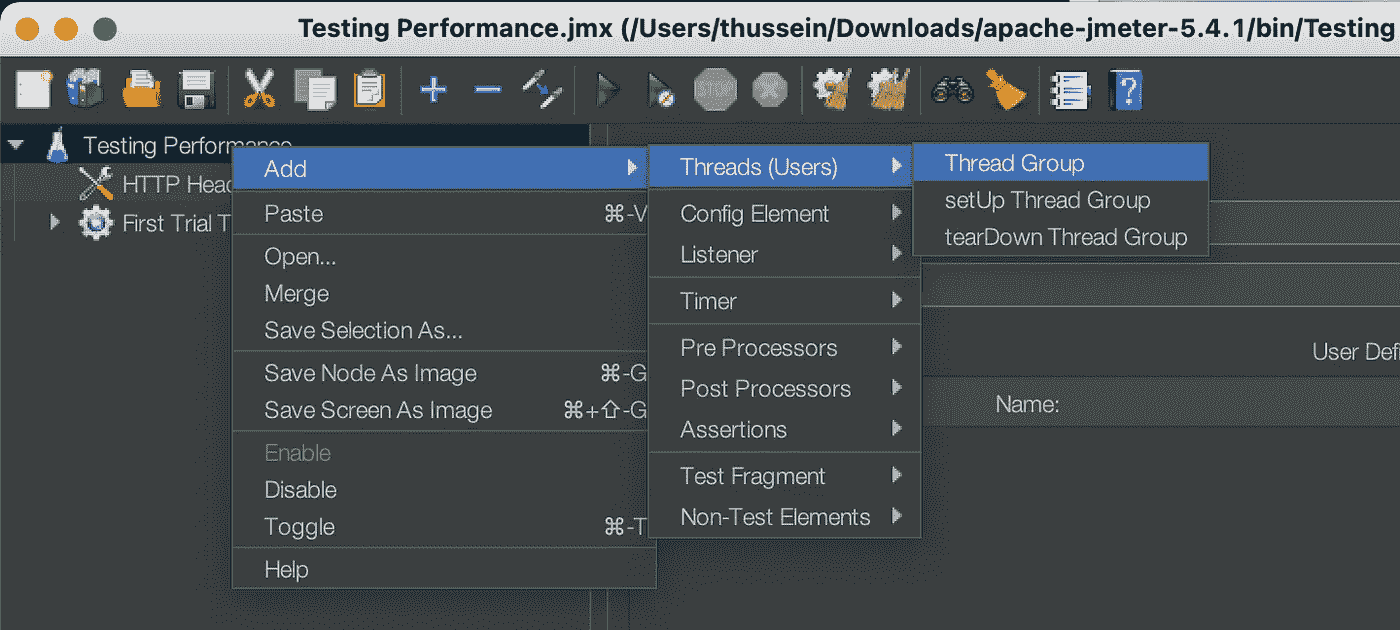 Testing Performance.jmx (/Users/thussein/Downloads/apache-jmeter-5.4.1/bin/Testing
STOP
Testing Performance
HTTP Head
First Trial T
Add
Paste ⌘-V
Open...
Merge
Save Selection As...
Save Node As Image ⌘-G
Save Screen As Image ⌘+⇧-G
Enable
Disable
Toggle ⌘-T
Help
Threads (Users)
Config Element
Listener
Timer
Pre Processors
Post Processors
Assertions
Test Fragment
Non-Test Elements
Thread Group
setUp Thread Group
tearDown Thread Group
User Defi
Name: